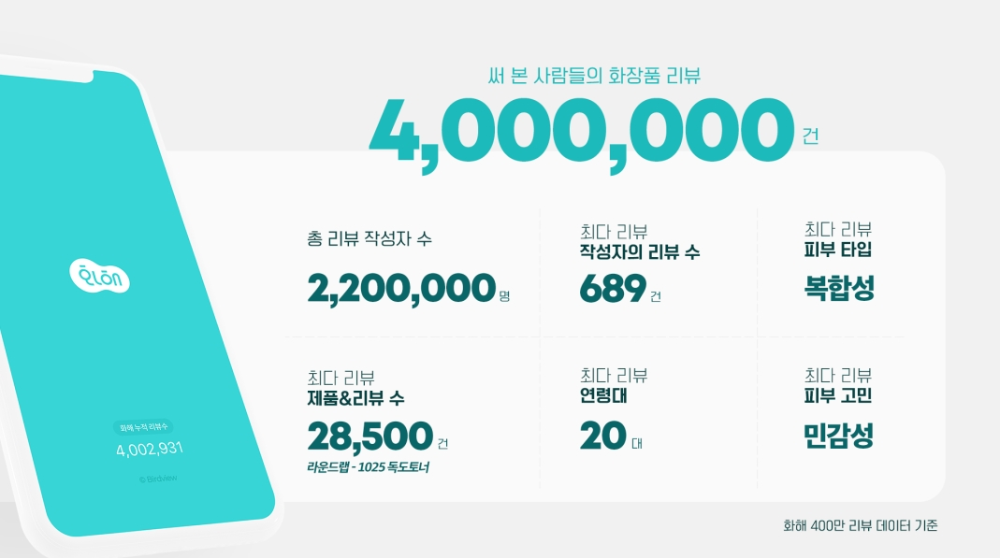 써 본 사람들의 화장품 리뷰
4,000,000 건
총 리뷰 작성자 수
2,200,000 명
최다 리뷰
작성자의 리뷰 수
689 건
최다 리뷰
피부 타입
복합성
최다 리뷰
제품&리뷰 수
28,500 건
라운드랩 - 1025 독도토너
최다 리뷰
연령대
20 대
최다 리뷰
피부 고민
민감성
화해 누적 리뷰수
4,002,931
© Birdview
화해 400만 리뷰 데이터 기준